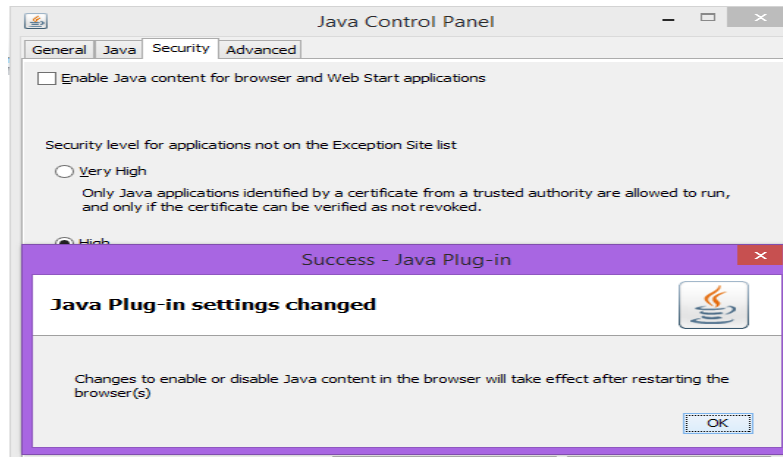 Java Control Panel
General Java Security Advanced
Enable Java content for browser and Web Start applications
Security level for applications not on the Exception Site list
Very High
Only Java applications identified by a certificate from a trusted authority are allowed to run,
and only if the certificate can be verified as not revoked.
High
Success - Java Plug-in
Java Plug-in settings changed
Changes to enable or disable Java content in the browser will take effect after restarting the
browser(s)
OK